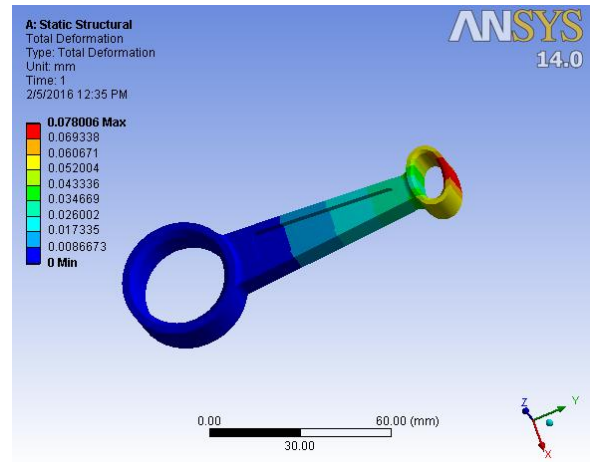 A: Static Structural
Total Deformation
Type: Total Deformation
Unit: mm
Time: 1
2/5/2016 12:35 PM
ANSYS
14.0
0.078006 Max
0.069338
0.060671
0.052004
0.043336
0.034669
0.026002
0.017335
0.0086673
0 Min
0.00
60.00 (mm)
30.00
Z
Y
X